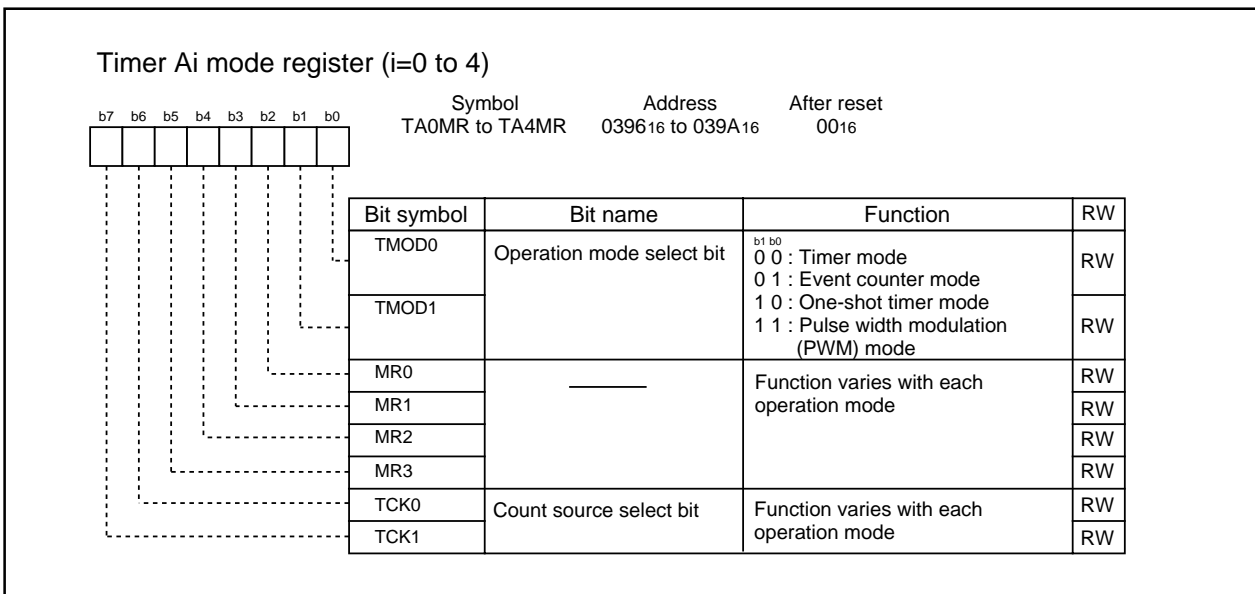 Timer Ai mode register (i=0 to 4)
Symbol Address After reset
TA0MR to TA4MR 039616 to 039A16 0016
b7 b6 b5 b4 b3 b2 b1 b0
Bit symbol Bit name Function RW
TMOD0 Operation mode select bit b1 b0
0 0 : Timer mode RW
0 1 : Event counter mode
TMOD1 1 0 : One-shot timer mode
1 1 : Pulse width modulation RW
(PWM) mode
MR0 Function varies with each RW
MR1 operation mode RW
MR2 RW
MR3 RW
TCK0 Count source select bit Function varies with each RW
TCK1 operation mode RW